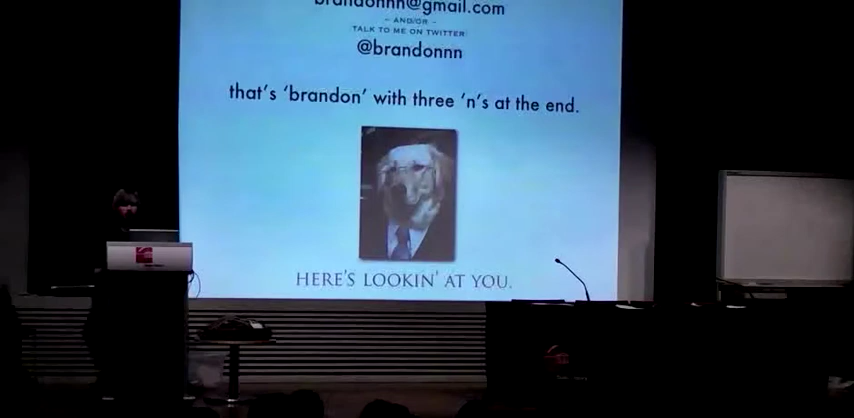 brandonnn@gmail.com
- AND/OR -
TALK TO ME ON TWITTER
@brandonnn
that's 'brandon' with three 'n's at the end.
HERE'S LOOKIN' AT YOU.